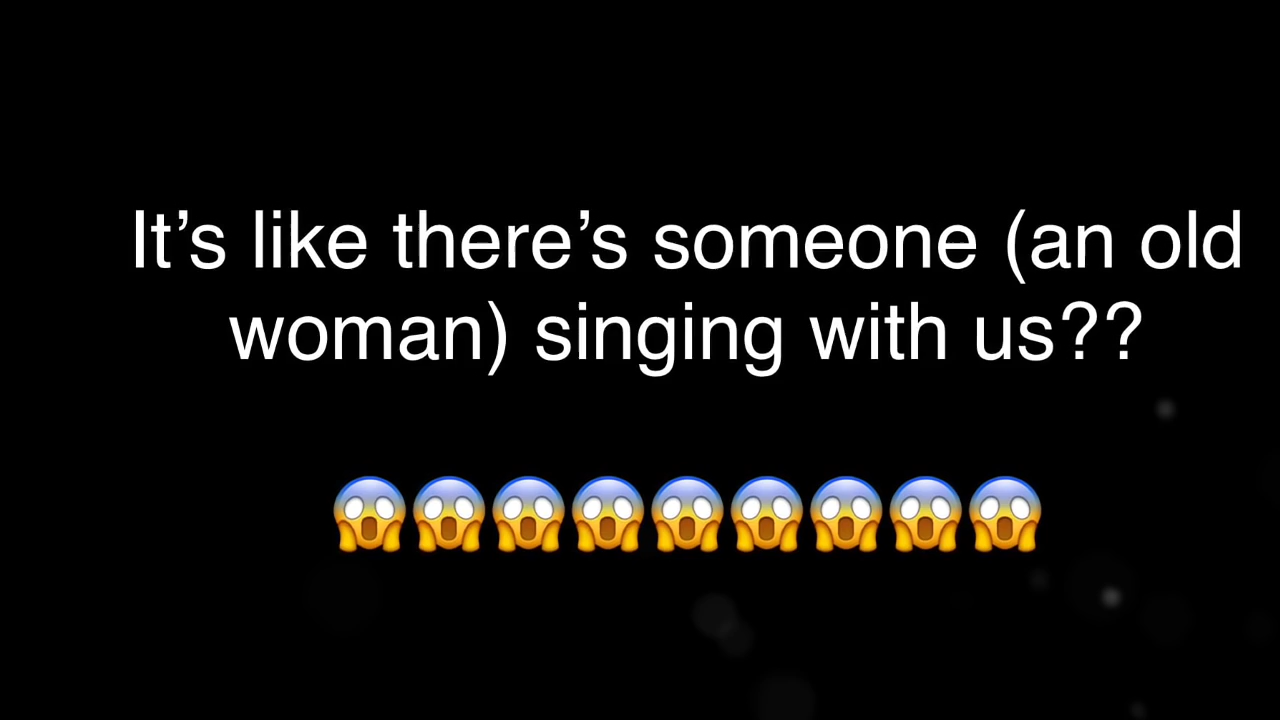 It’s like there’s someone (an old
woman) singing with us??
😱😱😱😱😱😱😱😱😱